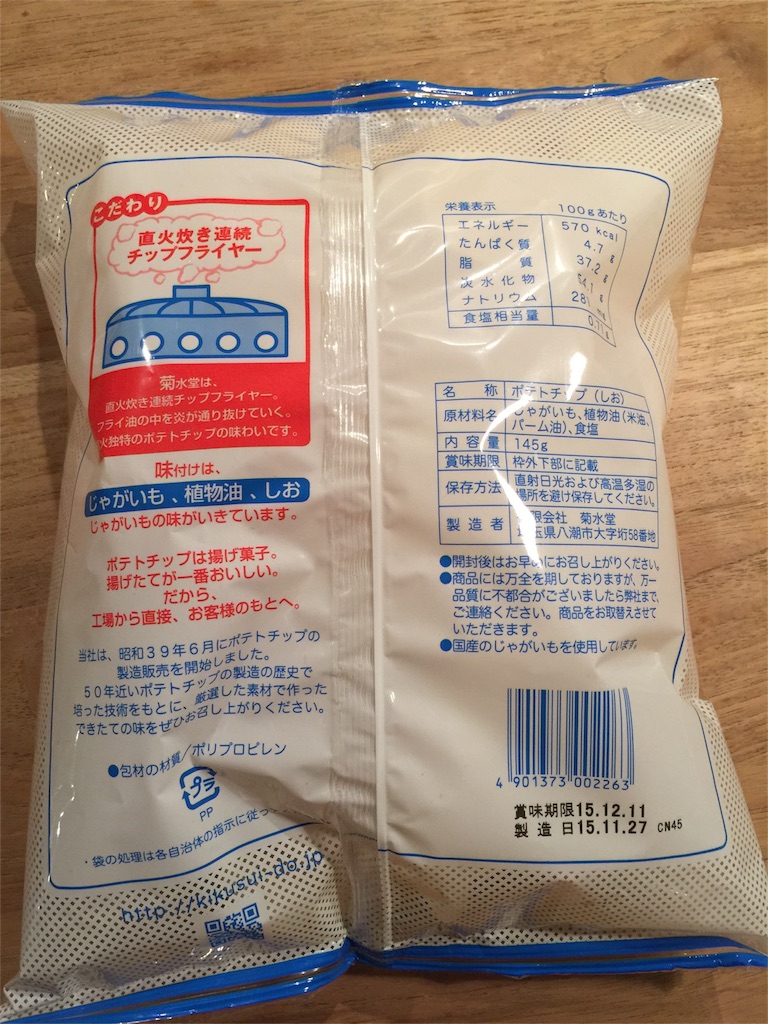 こだわり
直火炊き連続
チップフライヤー
菊水堂は、
直火炊き連続チップフライヤー。
フライ油の中を炎が通り抜けていく。
火独特のポテトチップの味わいです。
味付けは、
じゃがいも、植物油、しお
じゃがいもの味がいきています。
ポテトチップは揚げ菓子。
揚げたてが一番おいしい。
だから、
工場から直接、お客様のもとへ。
当社は、昭和39年6月にポテトチップの
製造販売を開始しました。
50年近いポテトチップの製造の歴史で
培った技術をもとに、厳選した素材で作った
できたての味をぜひお召し上がりください。
●包材の材質/ポリプロピレン
プラ
PP
・袋の処理は各自治体の指示に従っ
http://kikusui-do.jp
栄養表示 100gあたり
エネルギー 570 kcal
たんぱく質 4.7 g
脂質 37.2 g
炭水化物 g
ナトリウム
食塩相当量
名称 ポテトチップ(しお)
原材料名 じゃがいも、植物油(米油、
パーム油)、食塩
内容量 145g
賞味期限 枠外下部に記載
保存方法 直射日光および高温多湿の
場所を避け保存してください。
製造者 限会社 菊水堂
玉県八潮市大字垳58番地
●開封後はお早めにお召し上がりください。
●商品には万全を期しておりますが、万一
品質に不都合がございましたら弊社まで、
ご連絡ください。商品をお取替えさせて
いただきます。
●国産のじゃがいもを使用しています。
4 901373 002263
賞味期限15.12.11
製造日15.11.27 CN45